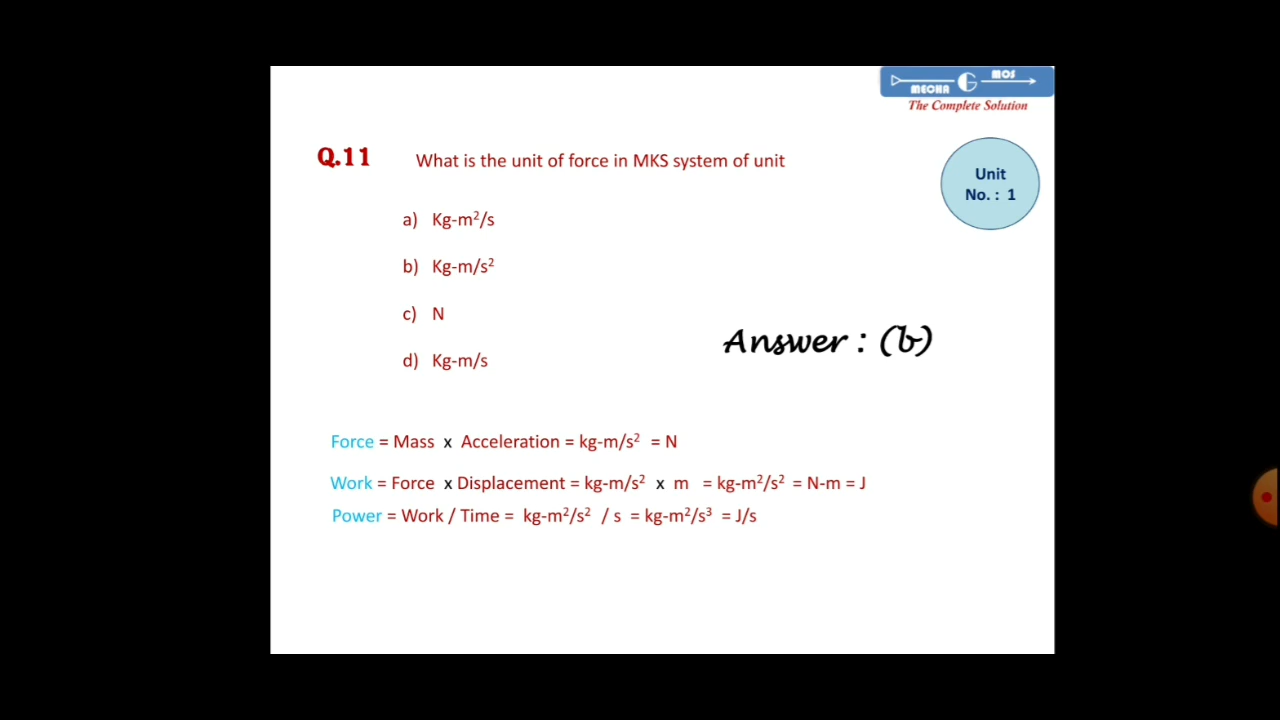 MECHA G MOS
The Complete Solution
Q.11 What is the unit of force in MKS system of unit
Unit
No. : 1
a) Kg-m²/s
b) Kg-m/s²
c) N
d) Kg-m/s
Answer : (b)
Force = Mass x Acceleration = kg-m/s² = N
Work = Force x Displacement = kg-m/s² x m = kg-m²/s² = N-m = J
Power = Work / Time = kg-m²/s² / s = kg-m²/s³ = J/s